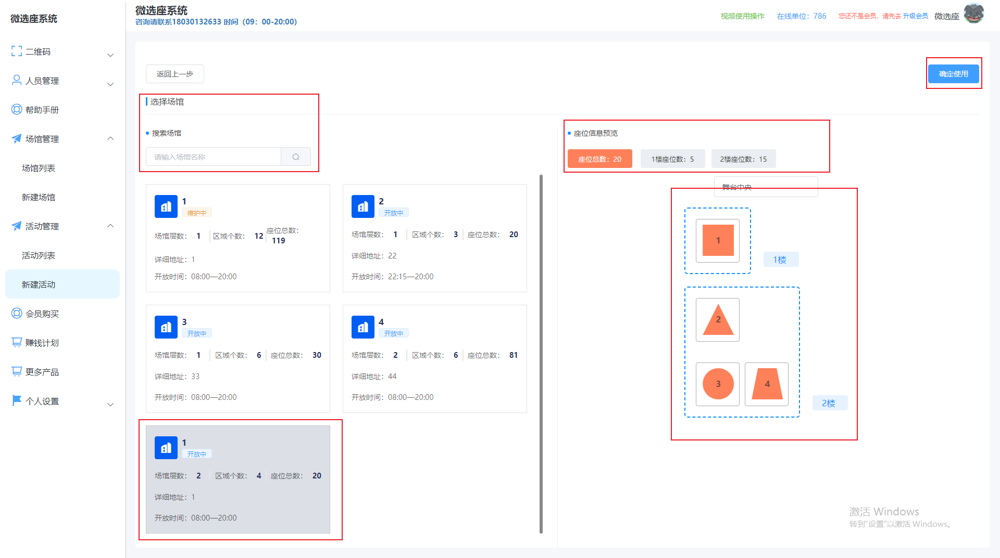 微选座系统
二维码
人员管理
帮助手册
场馆管理
场馆列表
新建场馆
活动管理
活动列表
新建活动
会员购买
赚钱计划
更多产品
个人设置
微选座系统
咨询请联系18030132633 时间（09：00-20:00）
视频使用操作 在线单位：786 您还不是会员，请先去 升级会员 微选座
返回上一步 确定使用
选择场馆
搜索场馆
请输入场馆名称
1
维护中
场馆层数： 1 区域个数： 12 座位总数： 119
详细地址：1
开放时间：08:00—20:00
2
开放中
场馆层数： 1 区域个数： 3 座位总数： 20
详细地址：22
开放时间：22:15—20:00
3
开放中
场馆层数： 1 区域个数： 6 座位总数： 30
详细地址：33
开放时间：08:00—20:00
4
开放中
场馆层数： 2 区域个数： 6 座位总数： 81
详细地址：44
开放时间：08:00—20:00
1
开放中
场馆层数： 2 区域个数： 4 座位总数： 20
详细地址：1
开放时间：08:00—20:00
座位信息预览
座位总数：20 1楼座位数：5 2楼座位数：15
舞台中央
1
1楼
2
3 4
2楼
激活 Windows
转到“设置”以激活 Windows。